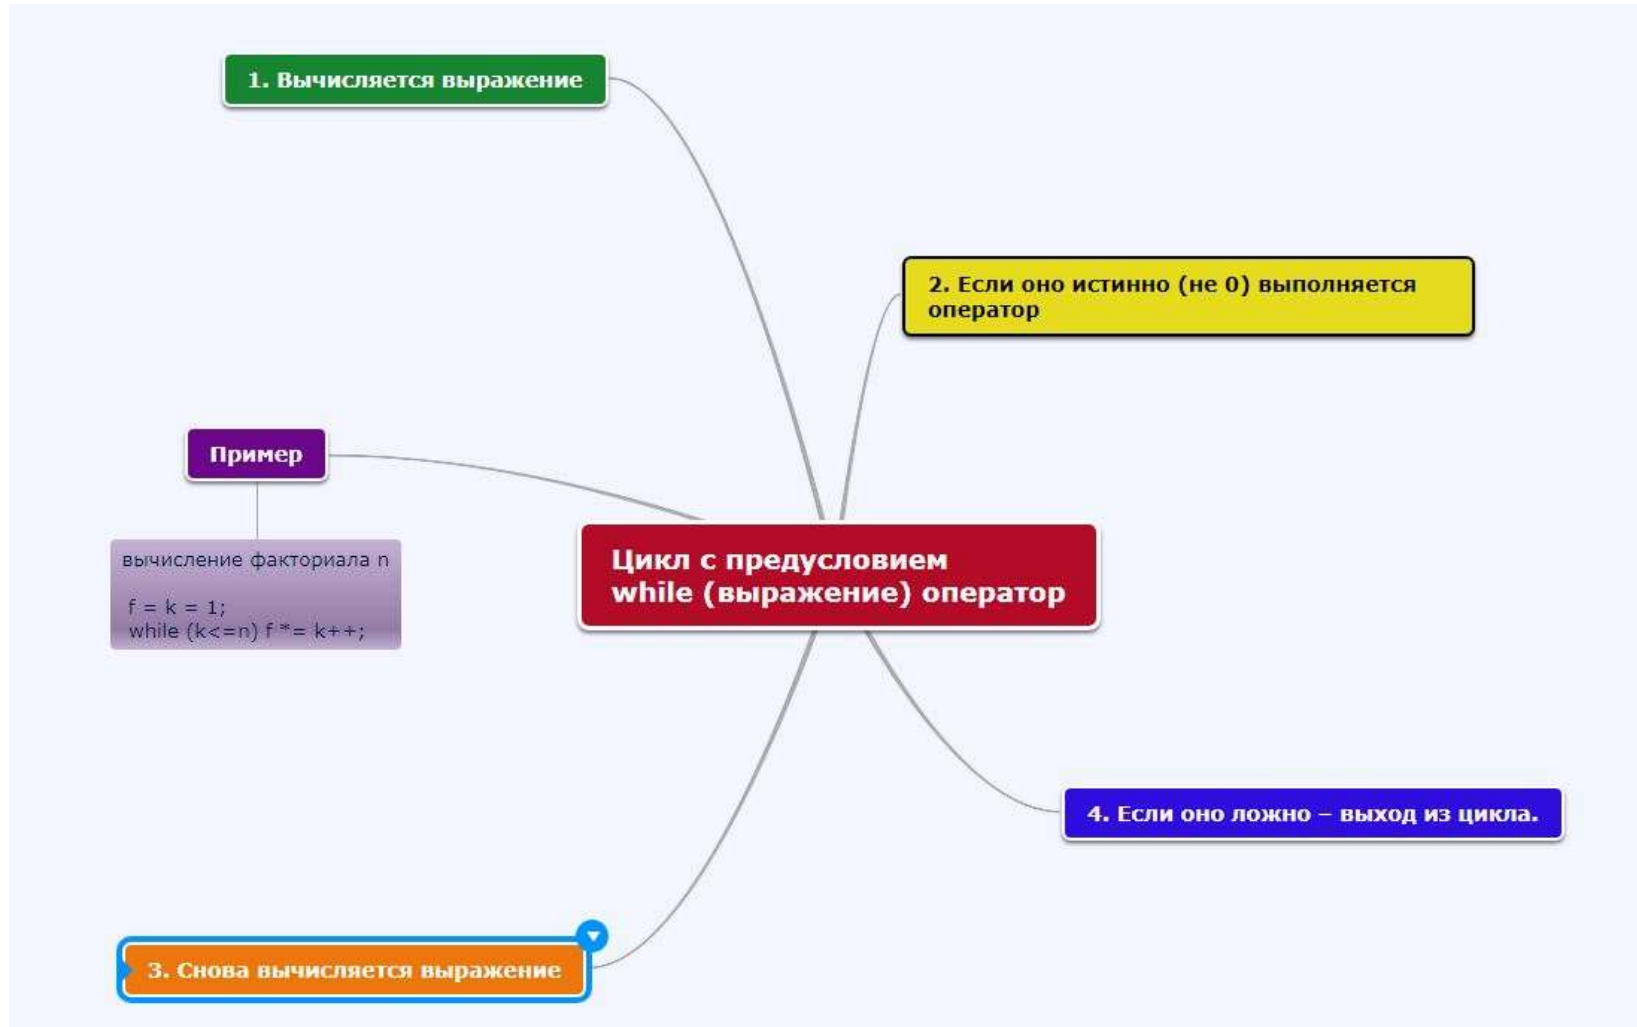 1. Вычисляется выражение
2. Если оно истинно (не 0) выполняется
оператор
Пример
вычисление факториала n
f = k = 1;
while (k<=n) f *= k++;
Цикл с предусловием
while (выражение) оператор
4. Если оно ложно – выход из цикла.
3. Снова вычисляется выражение